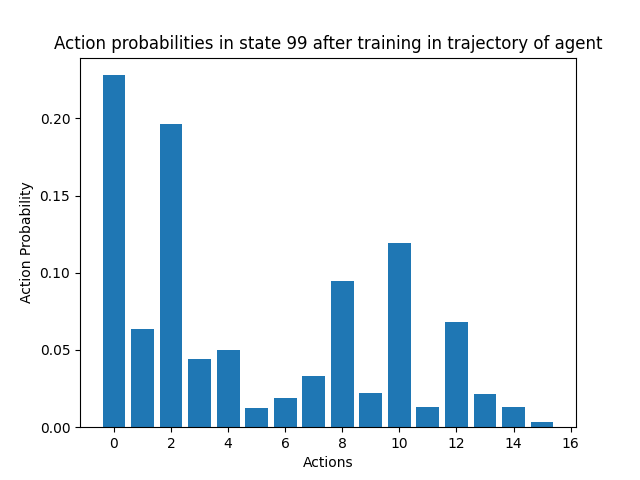 Action probabilities in state 99 after training in trajectory of agent
0.20
0.15
0.10
0.05
0.00
Action Probability
0 2 4 6 8 10 12 14 16
Actions